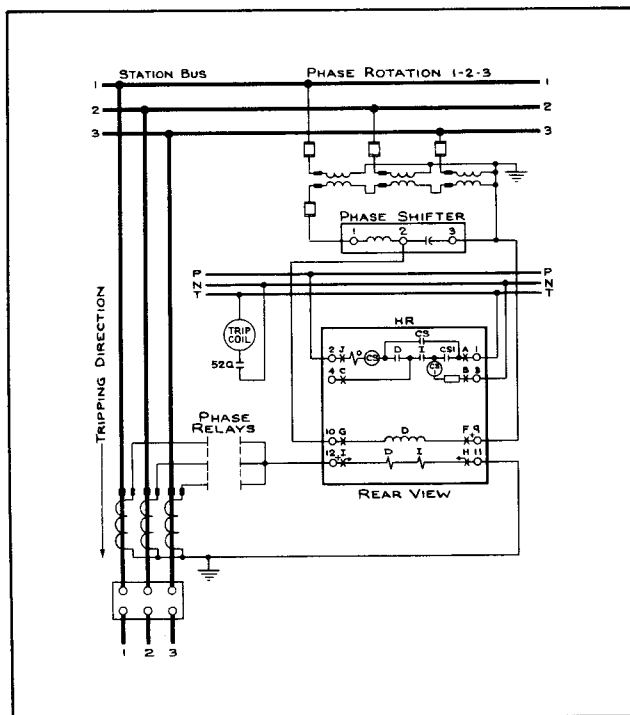 STATION BUS PHASE ROTATION 1-2-3
1 1
2 2
3 3
PHASE SHIFTER
1 2 3
P P
N N
T T
HR
TRIP COIL
52a
CS
2 J O CS D I CS1 A 1
4 C CS1 B 3
TRIPPING DIRECTION
PHASE RELAYS
10 G D F 9
12 I D I H 11
REAR VIEW
1 2 3